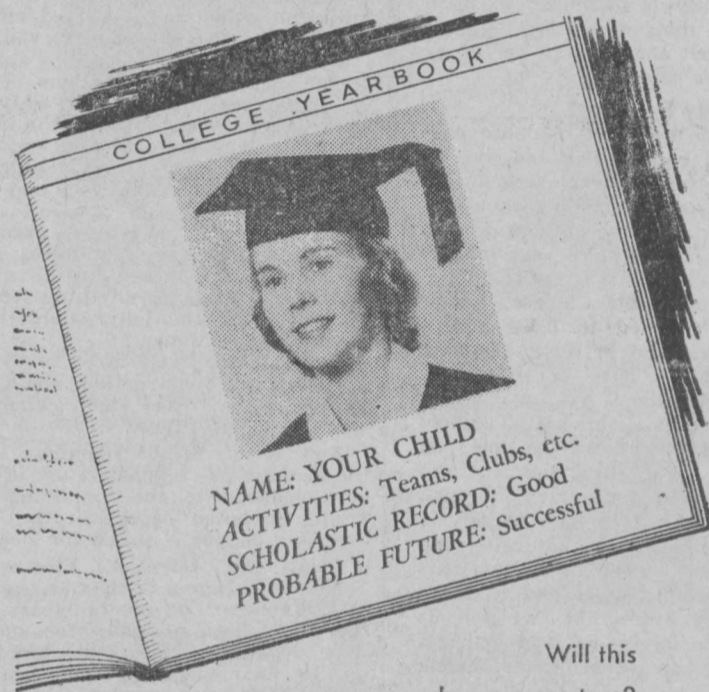 COLLEGE YEARBOOK
NAME: YOUR CHILD
ACTIVITIES: Teams, Clubs, etc.
SCHOLASTIC RECORD: Good
PROBABLE FUTURE: Successful
Will this